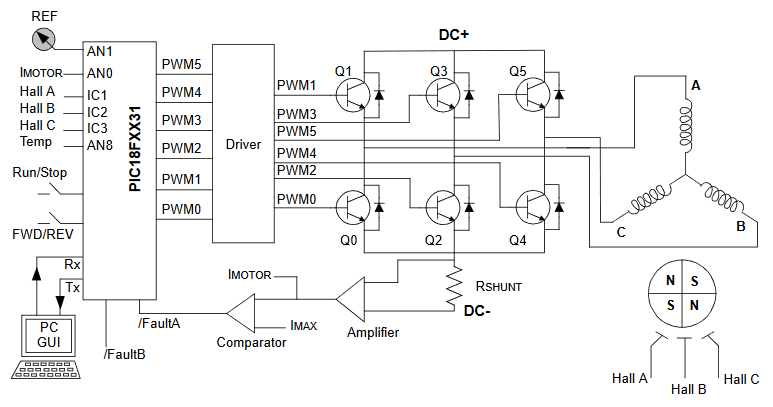 REF
DC+
AN1
IMOTOR
AN0
Hall A
IC1
Hall B
IC2
Hall C
IC3
Temp
AN8
PIC18FXX31
Run/Stop
FWD/REV
Rx
Tx
PC
GUI
PWM5
PWM4
PWM3
PWM2
PWM1
PWM0
Driver
PWM1
PWM3
PWM5
PWM4
PWM2
PWM0
Q1
Q3
Q5
Q0
Q2
Q4
A
C
B
IMOTOR
RSHUNT
DC-
/FaultA
IMAX
Comparator
Amplifier
/FaultB
N S
S N
Hall A
Hall B
Hall C